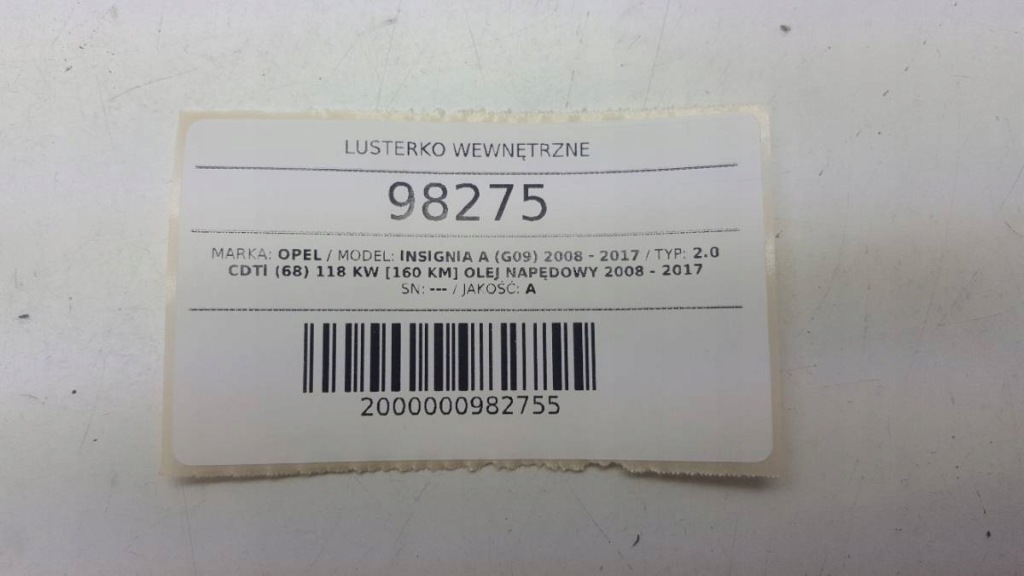 LUSTERKO WEWNĘTRZNE
98275
MARKA: OPEL / MODEL: INSIGNIA A (G09) 2008 - 2017 / TYP: 2.0
CDTI (68) 118 KW [160 KM] OLEJ NAPĘDOWY 2008 - 2017
SN: --- / JAKOŚĆ: A
2000000982755